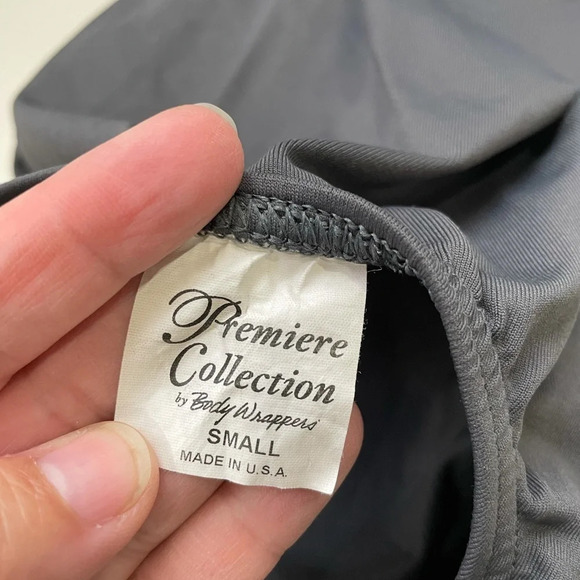 Premiere
Collection
by Body Wrappers®
SMALL
MADE IN U.S.A.